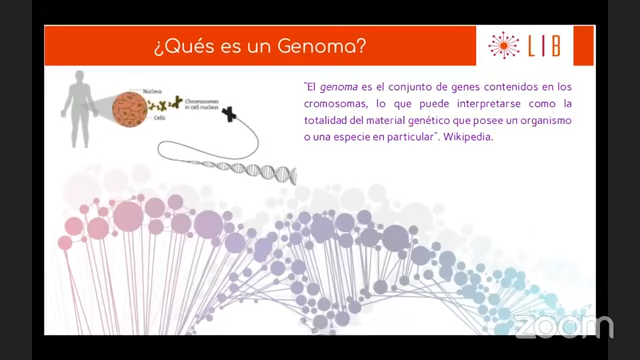 ¿Qués es un Genoma?
LIB
Nucleus
Chromosomes
in cell nucleus
Cells
"El genoma es el conjunto de genes contenidos en los
cromosomas, lo que puede interpretarse como la
totalidad del material genético que posee un organismo
o una especie en particular". Wikipedia.
zoom